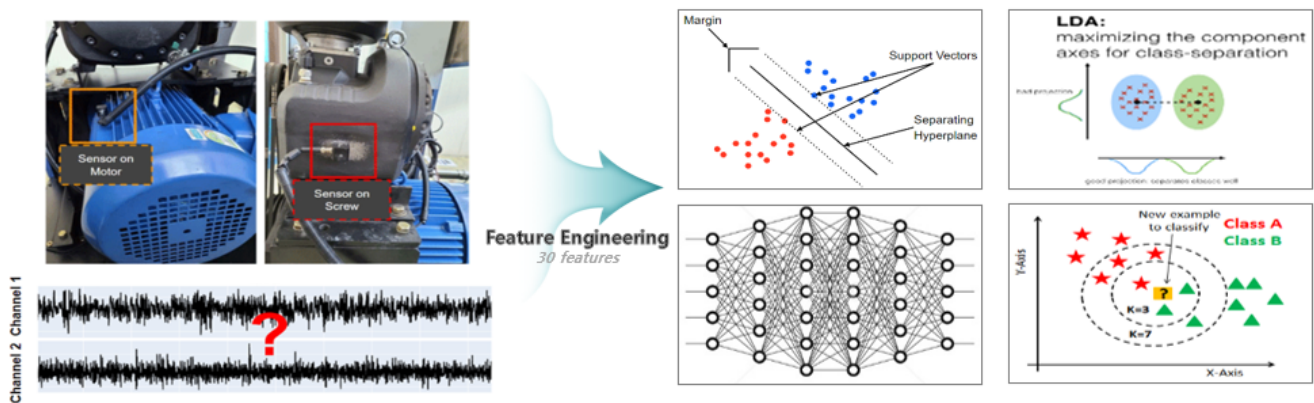 Sensor on
Motor
Sensor on
Screw
Channel 1
Channel 2
?
Feature Engineering
30 features
Margin
Support Vectors
Separating
Hyperplane
LDA:
maximizing the component
axes for class-separation
bad projection
good projection: separates classes well
New example
to classify
Class A
Class B
Y-Axis
?
K=3
K=7
X-Axis